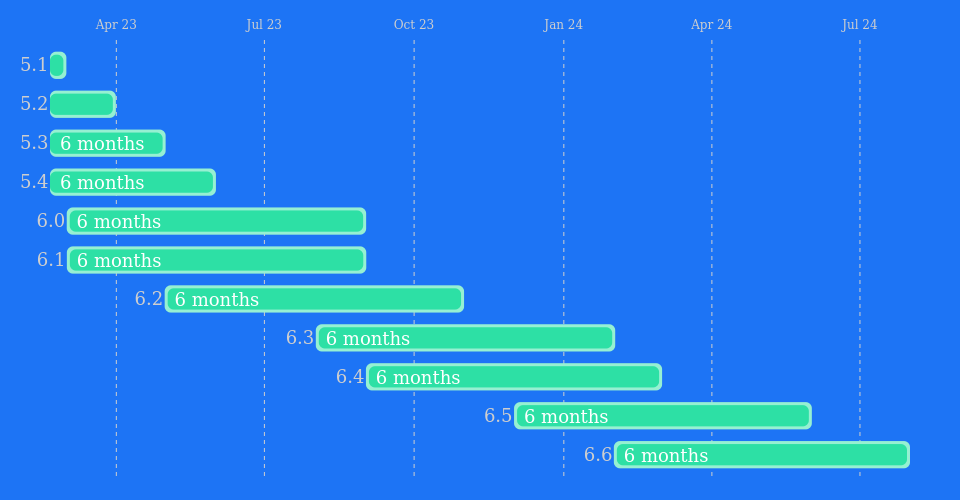 Apr 23 Jul 23 Oct 23 Jan 24 Apr 24 Jul 24
5.1
5.2
5.3 6 months
5.4 6 months
6.0 6 months
6.1 6 months
6.2 6 months
6.3 6 months
6.4 6 months
6.5 6 months
6.6 6 months